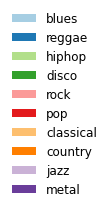 blues
reggae
hiphop
disco
rock
pop
classical
country
jazz
metal